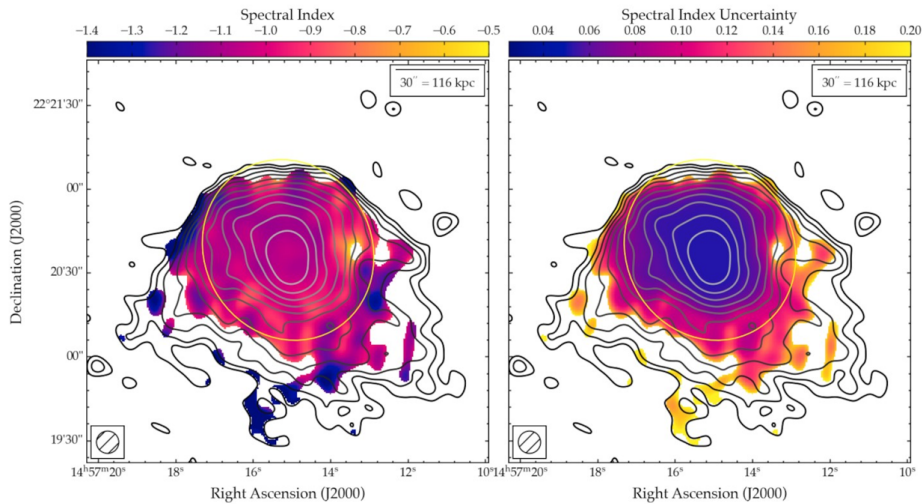 Spectral Index
−1.4 −1.3 −1.2 −1.1 −1.0 −0.9 −0.8 −0.7 −0.6 −0.5
30″ = 116 kpc
22°21′30″
00″
20′30″
00″
19′30″
Declination (J2000)
14ʰ57ᵐ20ˢ 18ˢ 16ˢ 14ˢ 12ˢ 10ˢ
Right Ascension (J2000)
Spectral Index Uncertainty
0.04 0.06 0.08 0.10 0.12 0.14 0.16 0.18 0.20
30″ = 116 kpc
14ʰ57ᵐ20ˢ 18ˢ 16ˢ 14ˢ 12ˢ 10ˢ
Right Ascension (J2000)